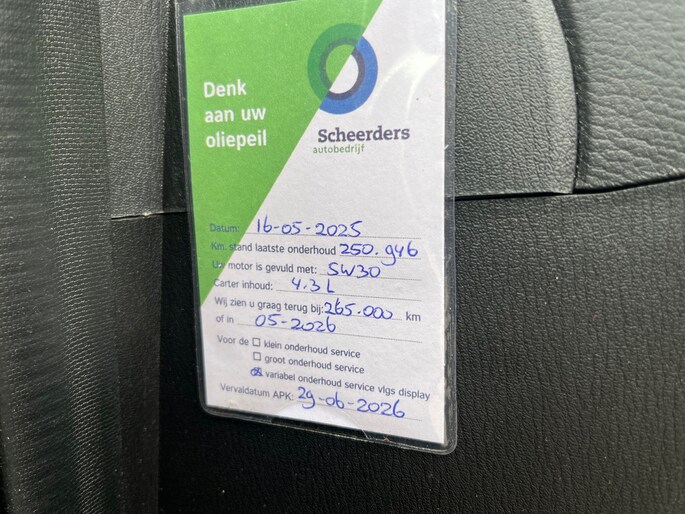 Denk
aan uw
oliepeil
Scheerders
autobedrijf
Datum: 16-05-2025
Km. stand laatste onderhoud 250.946
Uw motor is gevuld met: 5W30
Carter inhoud: 4.3 L
Wij zien u graag terug bij: 265.000 km
of in 05-2026
Voor de ☐ klein onderhoud service
☐ groot onderhoud service
☒ variabel onderhoud service vlgs display
Vervaldatum APK: 29-06-2026